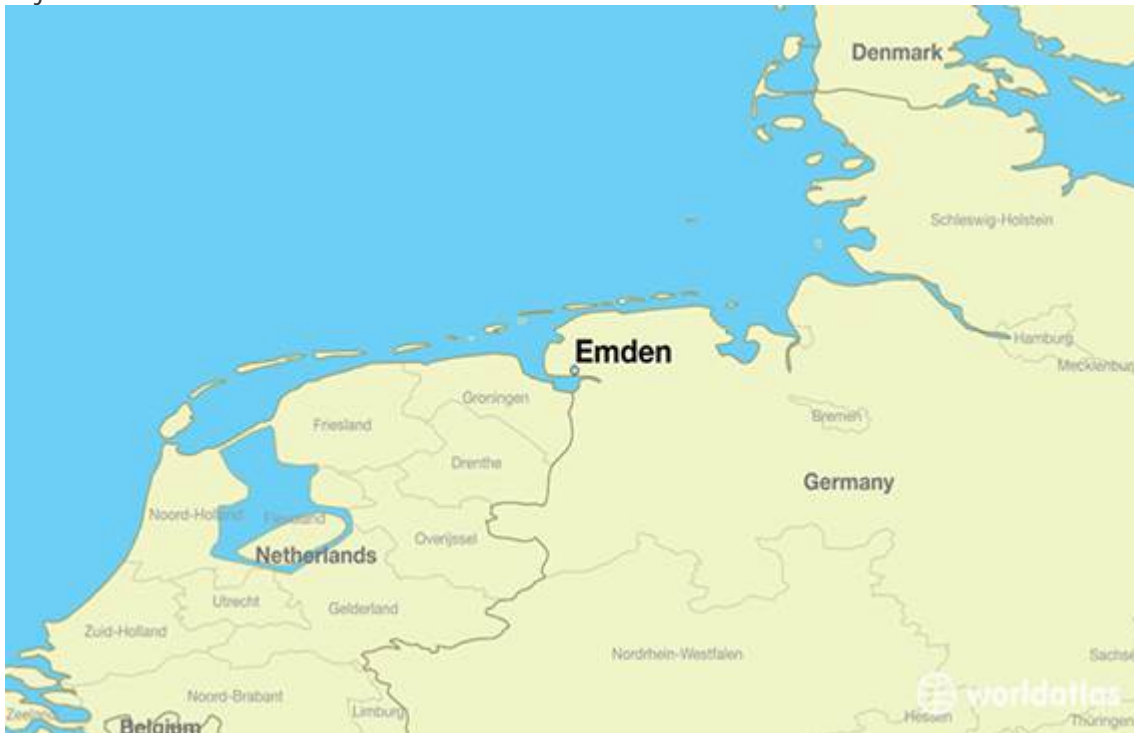 Denmark
Schleswig-Holstein
Emden
Hamburg
Mecklenburg
Groningen
Friesland
Bremen
Drenthe
Germany
Noord-Holland
Flevoland
Overijssel
Netherlands
Utrecht
Gelderland
Zuid-Holland
Nordrhein-Westfalen
Sachse
Noord-Brabant
worldatlas
Limburg
Zeeland
Hessen
Thüringen
Belgium